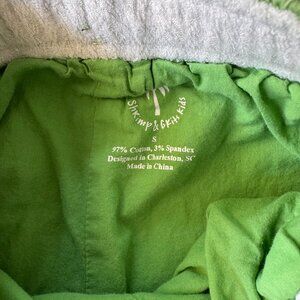 Shrimp & Grits Kids
S
97% Cotton, 3% Spandex
Designed in Charleston, SC
Made in China